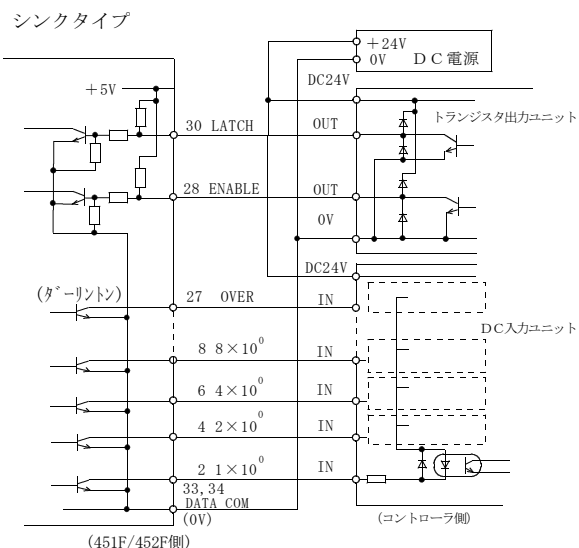 シンクタイプ
＋24V
0V　ＤＣ電源
DC24V
＋5V
トランジスタ出力ユニット
30 LATCH OUT
28 ENABLE OUT
0V
DC24V
(ﾀﾞｰﾘﾝﾄﾝ)
27 OVER IN
DC入力ユニット
8 8×10⁰ IN
6 4×10⁰ IN
4 2×10⁰ IN
2 1×10⁰ IN
33,34
DATA COM
(0V)
(コントローラ側)
(451F/452F側)